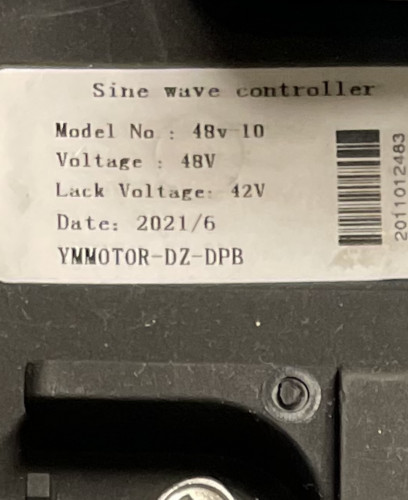 Sine wave controller
Model No : 48v-10
Voltage : 48V
Lack Voltage: 42V
Date: 2021/6
YMMOTOR-DZ-DPB
2011012483